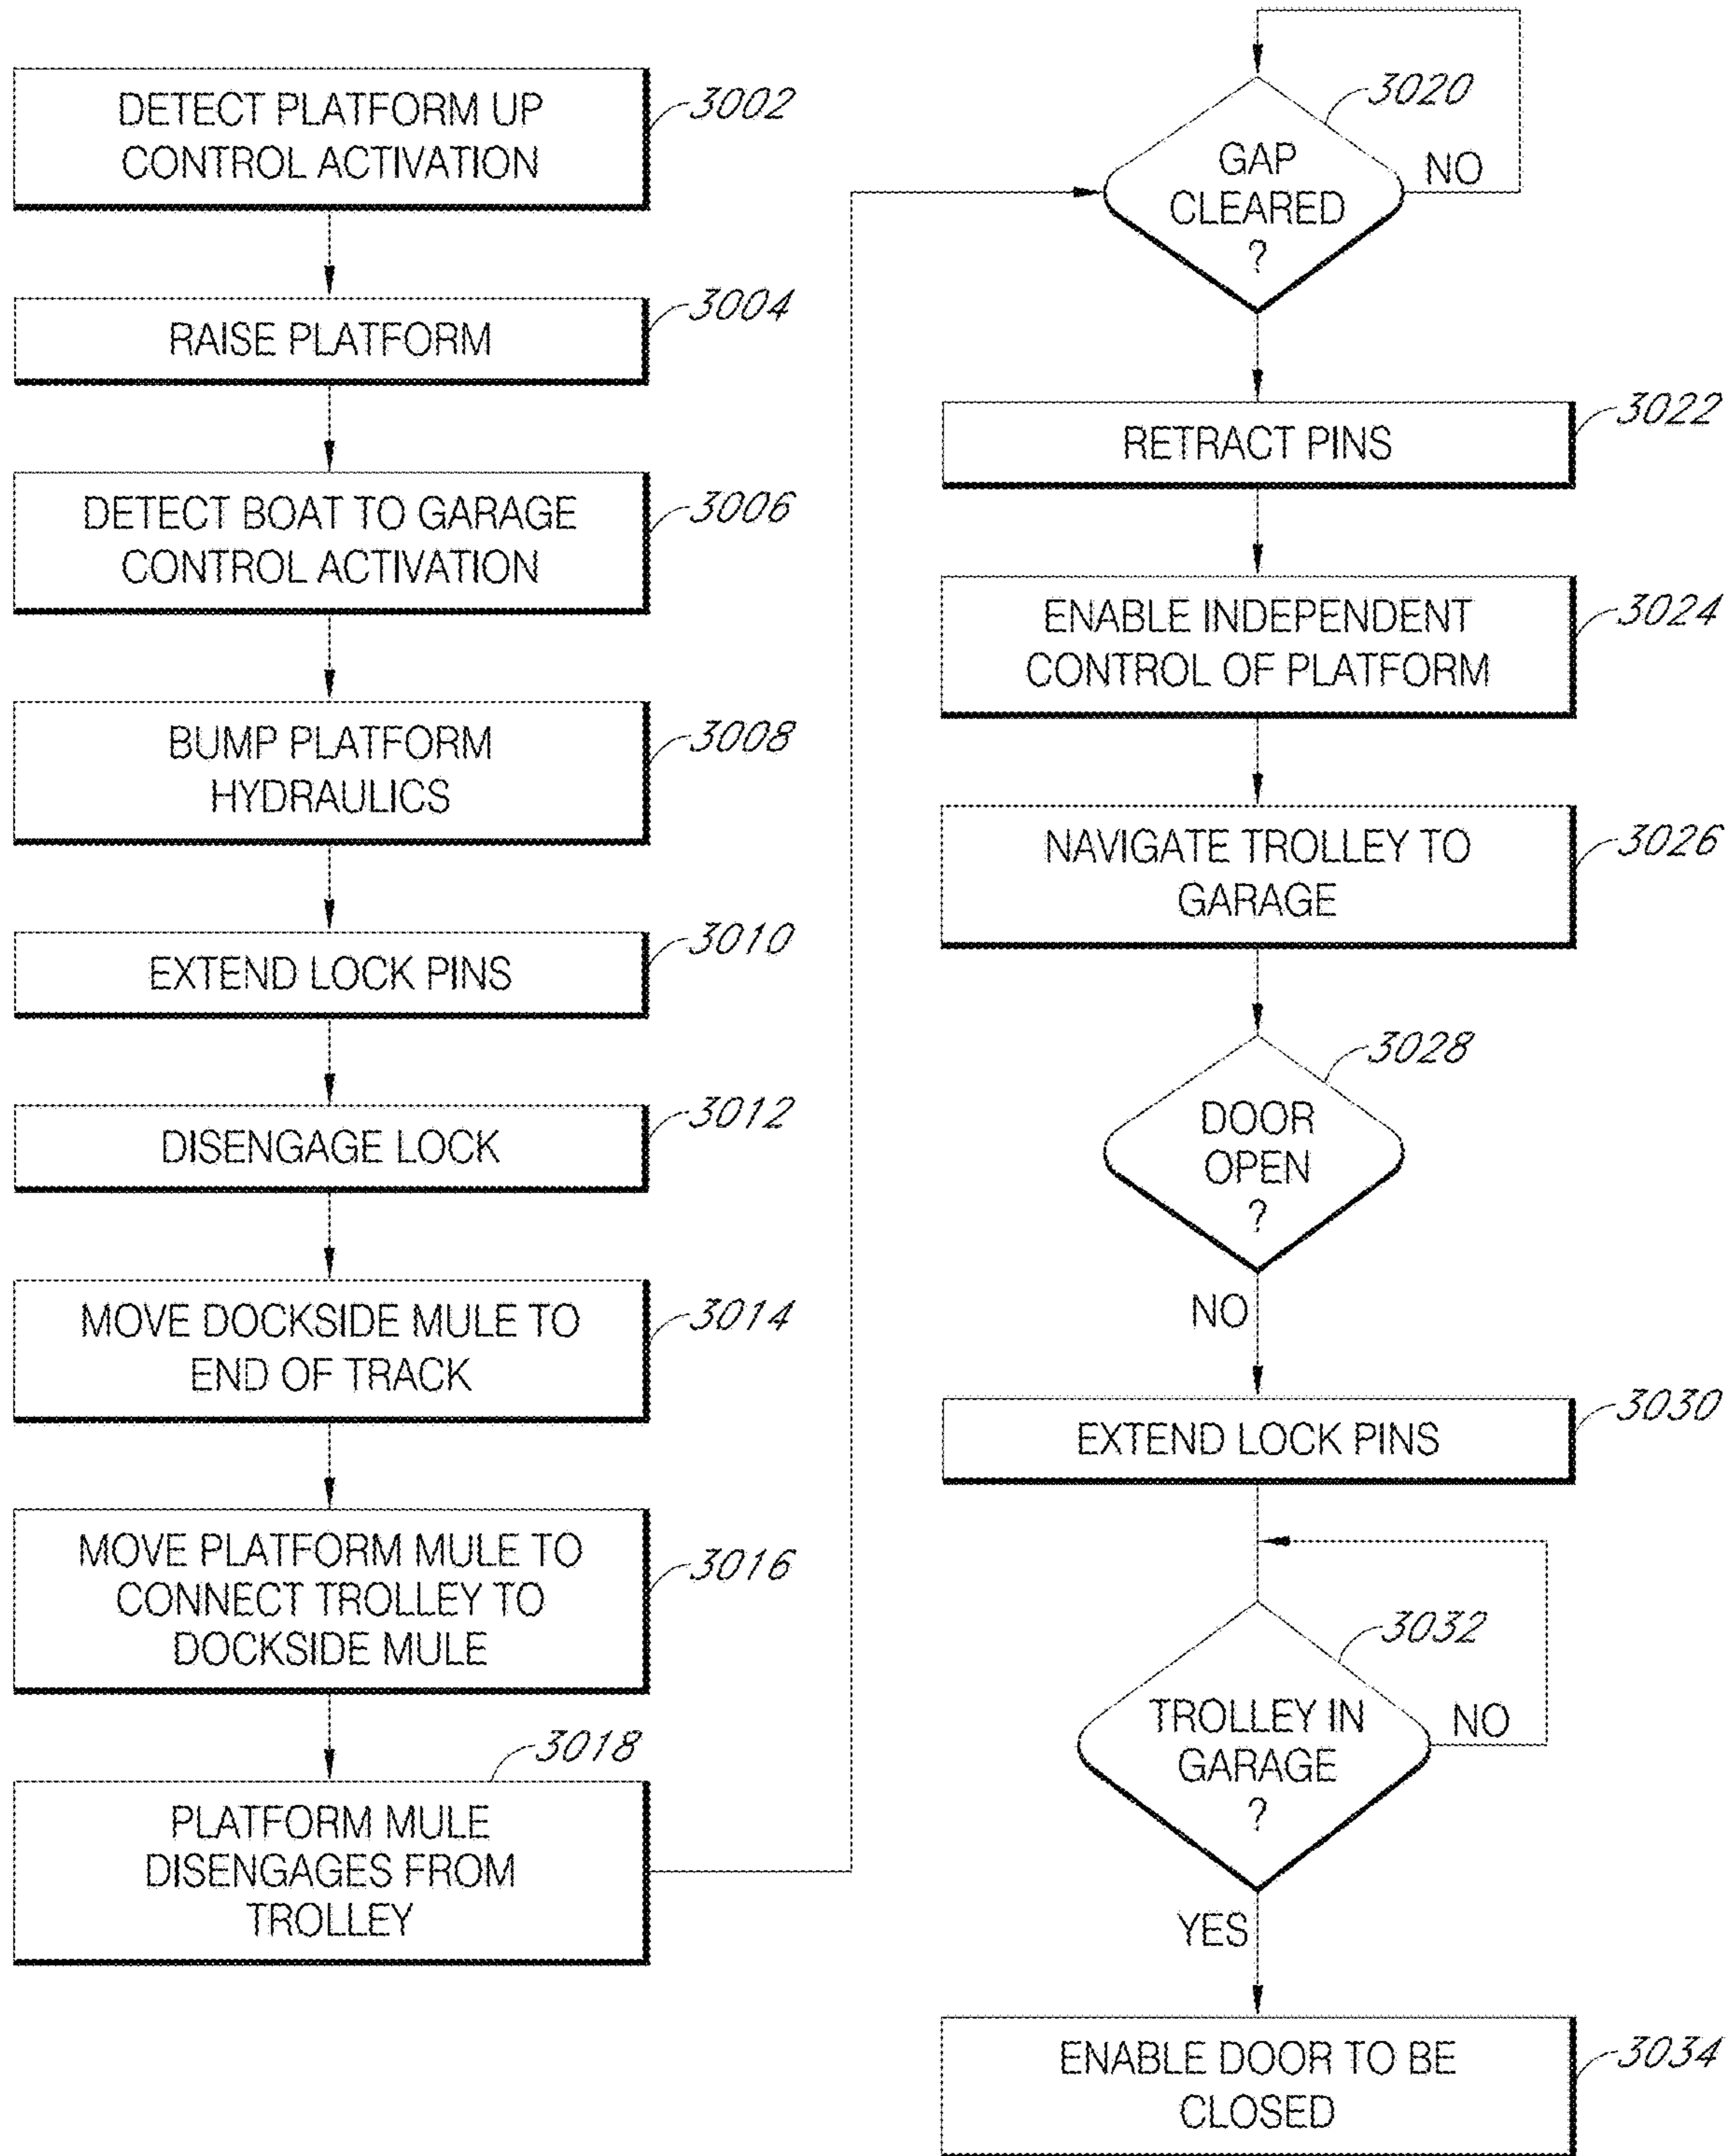 DETECT PLATFORM UP
CONTROL ACTIVATION
3002
RAISE PLATFORM
3004
DETECT BOAT TO GARAGE
CONTROL ACTIVATION
3006
BUMP PLATFORM
HYDRAULICS
3008
EXTEND LOCK PINS
3010
DISENGAGE LOCK
3012
MOVE DOCKSIDE MULE TO
END OF TRACK
3014
MOVE PLATFORM MULE TO
CONNECT TROLLEY TO
DOCKSIDE MULE
3016
3018
PLATFORM MULE
DISENGAGES FROM
TROLLEY
3020
GAP
CLEARED
?
NO
RETRACT PINS
3022
ENABLE INDEPENDENT
CONTROL OF PLATFORM
3024
NAVIGATE TROLLEY TO
GARAGE
3026
3028
DOOR
OPEN
?
NO
EXTEND LOCK PINS
3030
3032
TROLLEY IN
GARAGE
?
NO
YES
ENABLE DOOR TO BE
CLOSED
3034